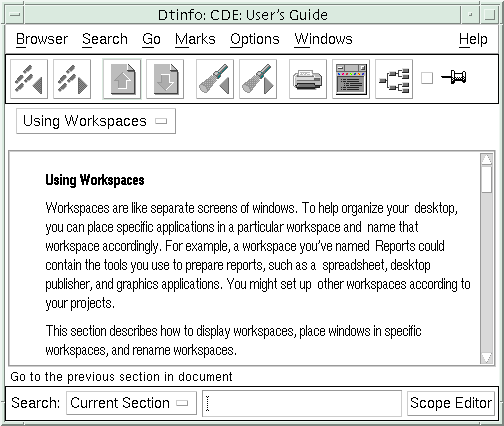 Dtinfo: CDE: User's Guide
Browser Search Go Marks Options Windows Help
Using Workspaces
Using Workspaces
Workspaces are like separate screens of windows. To help organize your desktop,
you can place specific applications in a particular workspace and name that
workspace accordingly. For example, a workspace you've named Reports could
contain the tools you use to prepare reports, such as a spreadsheet, desktop
publisher, and graphics applications. You might set up other workspaces according to
your projects.
This section describes how to display workspaces, place windows in specific
workspaces, and rename workspaces.
Go to the previous section in document
Search: Current Section Scope Editor